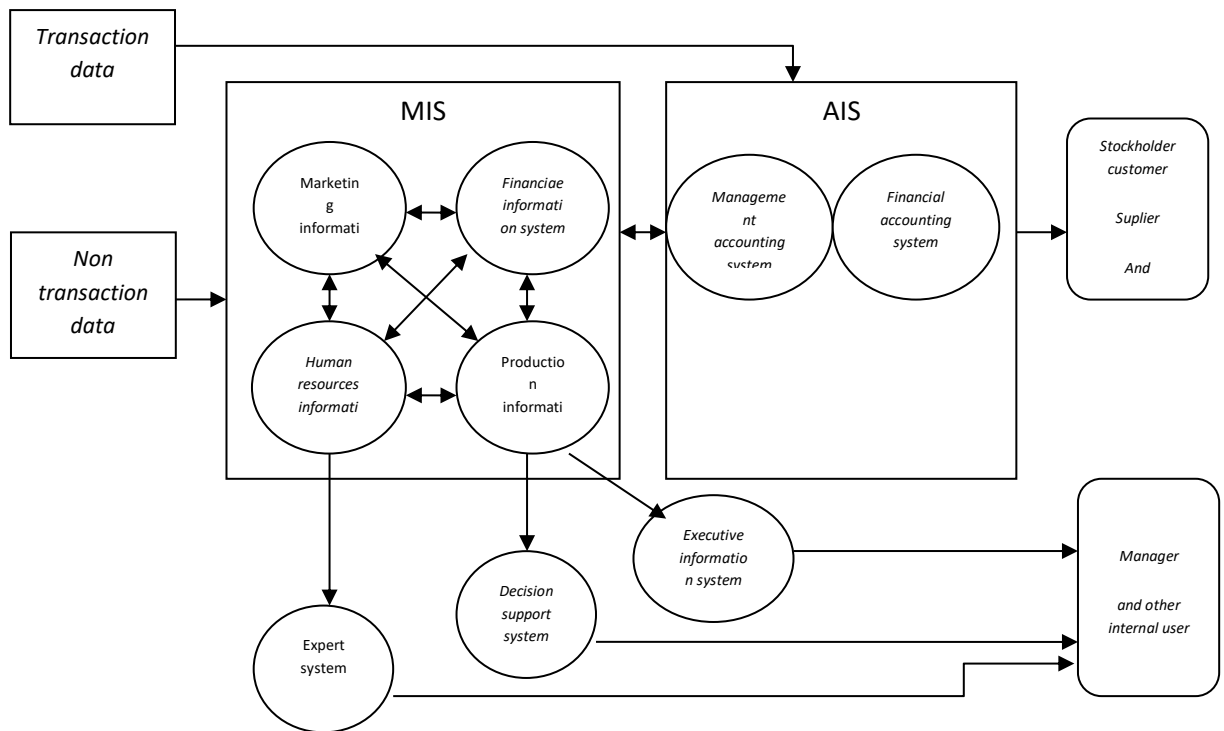 Transaction
data
MIS
AIS
Marketin
g
informati
Financiae
informati
on system
Manageme
nt
accounting
system
Financial
accounting
system
Stockholder
customer
Suplier
And
Non
transaction
data
Human
resources
informati
Productio
n
informati
Executive
informatio
n system
Decision
support
system
Expert
system
Manager
and other
internal user